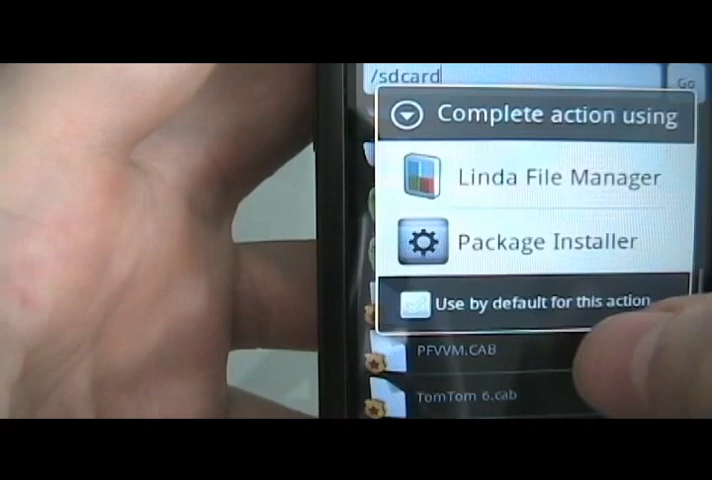 /sdcard
Go
Complete action using
Linda File Manager
Package Installer
Use by default for this action
PFVVM.CAB
TomTom 6.cab